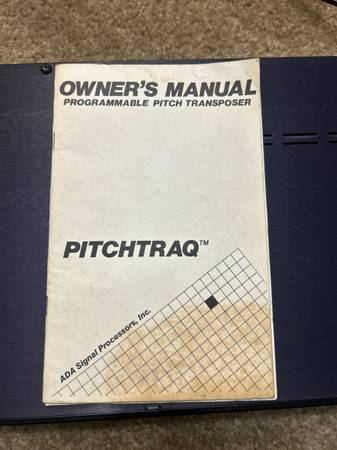 OWNER'S MANUAL
PROGRAMMABLE PITCH TRANSPOSER
PITCHTRAQ™
ADA Signal Processors, Inc.